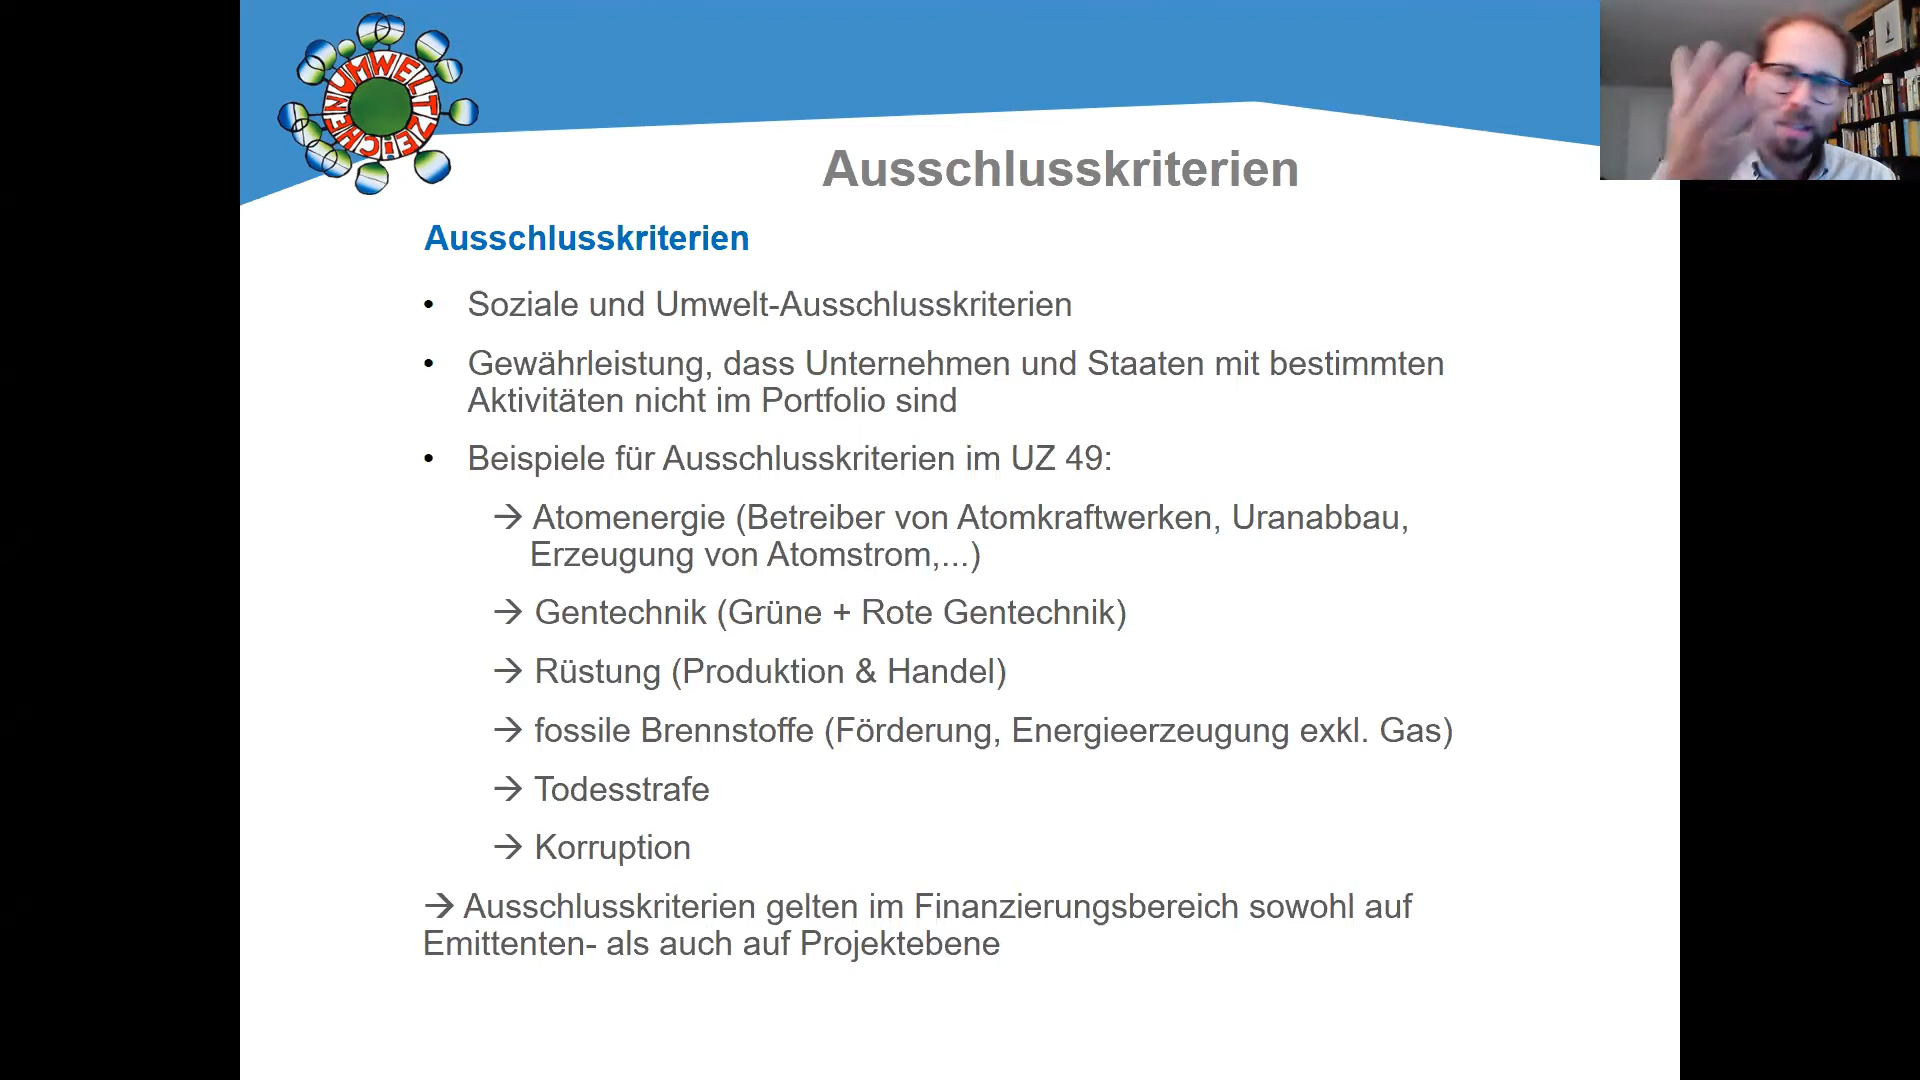 UMWELTZEICHEN
Ausschlusskriterien
Ausschlusskriterien
• Soziale und Umwelt-Ausschlusskriterien
• Gewährleistung, dass Unternehmen und Staaten mit bestimmten
Aktivitäten nicht im Portfolio sind
• Beispiele für Ausschlusskriterien im UZ 49:
→ Atomenergie (Betreiber von Atomkraftwerken, Uranabbau,
Erzeugung von Atomstrom,...)
→ Gentechnik (Grüne + Rote Gentechnik)
→ Rüstung (Produktion & Handel)
→ fossile Brennstoffe (Förderung, Energieerzeugung exkl. Gas)
→ Todesstrafe
→ Korruption
→ Ausschlusskriterien gelten im Finanzierungsbereich sowohl auf
Emittenten- als auch auf Projektebene